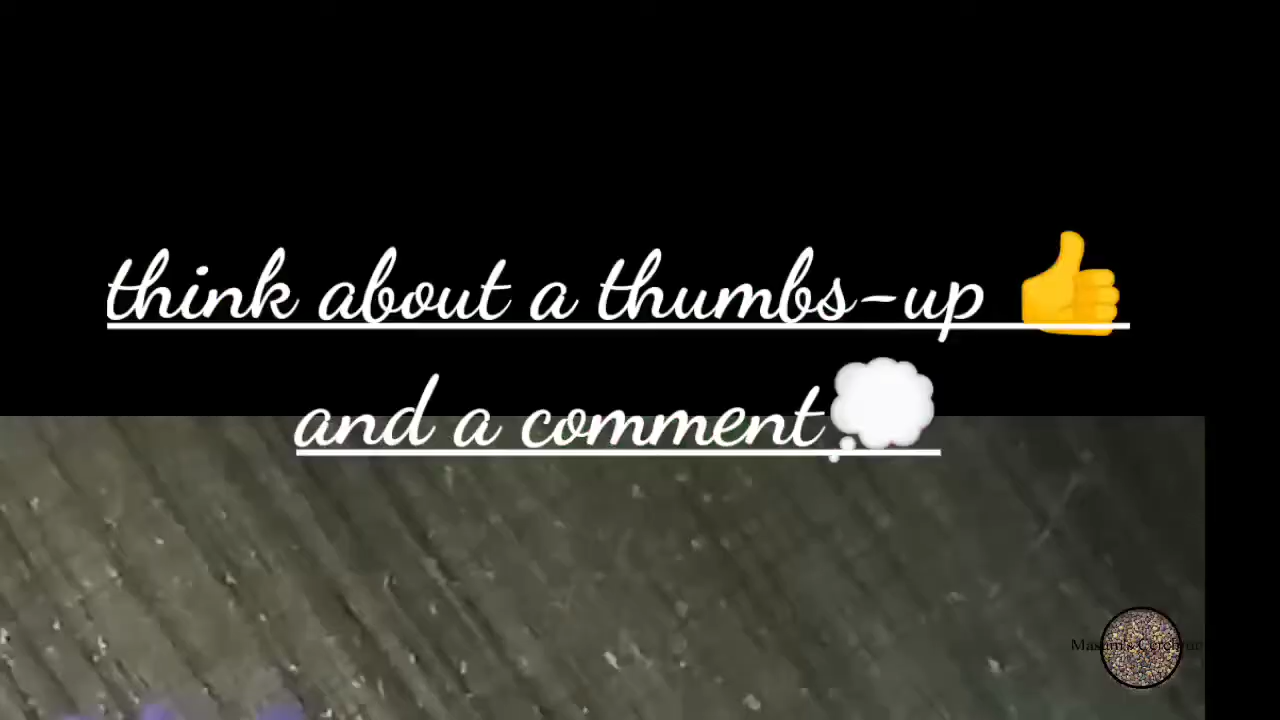 think about a thumbs-up 👍
and a comment💭